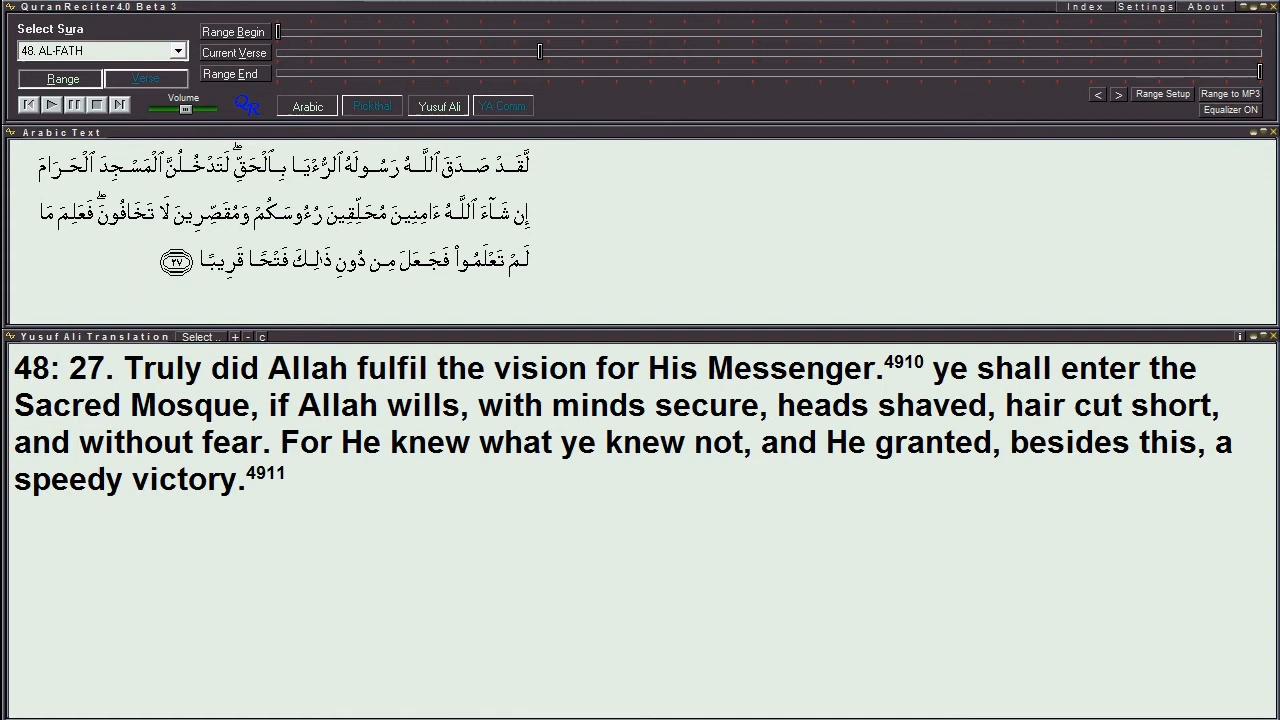 QuranReciter4.0 Beta 3
Index Settings About
Select Sura
48. AL-FATH
Range Begin
Current Verse
Range End
Range Verse
Volume
QR
Arabic Pickthal Yusuf Ali YA Comm.
< > Range Setup Range to MP3
Equalizer ON
Arabic Text
لَّقَدْ صَدَقَ ٱللَّهُ رَسُولَهُ ٱلرُّءْيَا بِٱلْحَقِّ ۖ لَتَدْخُلُنَّ ٱلْمَسْجِدَ ٱلْحَرَامَ
إِن شَآءَ ٱللَّهُ ءَامِنِينَ مُحَلِّقِينَ رُءُوسَكُمْ وَمُقَصِّرِينَ لَا تَخَافُونَ ۖ فَعَلِمَ مَا
لَمْ تَعْلَمُوا۟ فَجَعَلَ مِن دُونِ ذَٰلِكَ فَتْحًا قَرِيبًا ٢٧
Yusuf Ali Translation Select .. + - c i
48: 27. Truly did Allah fulfil the vision for His Messenger.4910 ye shall enter the
Sacred Mosque, if Allah wills, with minds secure, heads shaved, hair cut short,
and without fear. For He knew what ye knew not, and He granted, besides this, a
speedy victory.4911